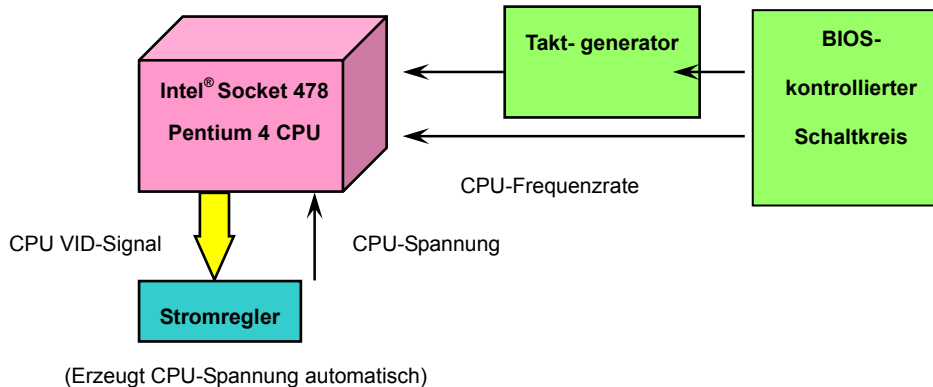 Intel® Socket 478
Pentium 4 CPU
Takt- generator
BIOS-
kontrollierter
Schaltkreis
CPU-Frequenzrate
CPU VID-Signal
CPU-Spannung
Stromregler
(Erzeugt CPU-Spannung automatisch)